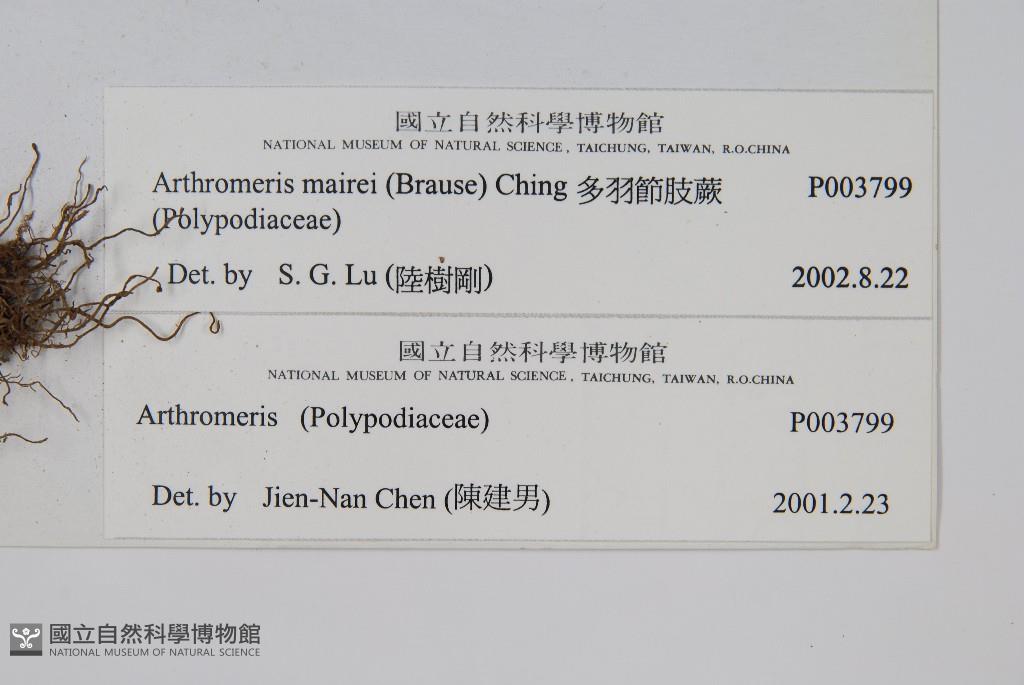 國立自然科學博物館
NATIONAL MUSEUM OF NATURAL SCIENCE, TAICHUNG, TAIWAN, R.O.CHINA
Arthromeris mairei (Brause) Ching 多羽節肢蕨 P003799
(Polypodiaceae)
Det. by S. G. Lu (陸樹剛) 2002.8.22
國立自然科學博物館
NATIONAL MUSEUM OF NATURAL SCIENCE, TAICHUNG, TAIWAN, R.O.CHINA
Arthromeris (Polypodiaceae) P003799
Det. by Jien-Nan Chen (陳建男) 2001.2.23
國立自然科學博物館
NATIONAL MUSEUM OF NATURAL SCIENCE